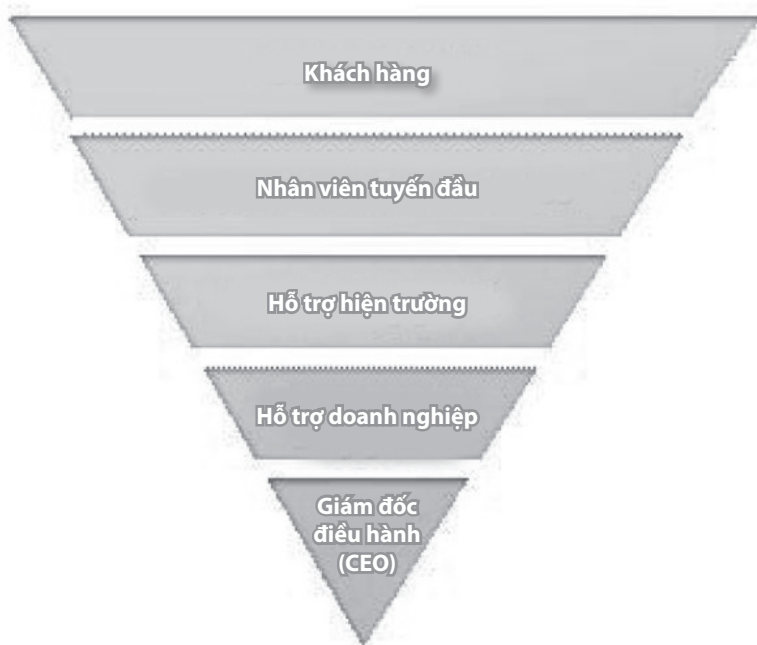 Khách hàng
Nhân viên tuyến đầu
Hỗ trợ hiện trường
Hỗ trợ doanh nghiệp
Giám đốc
điều hành
(CEO)